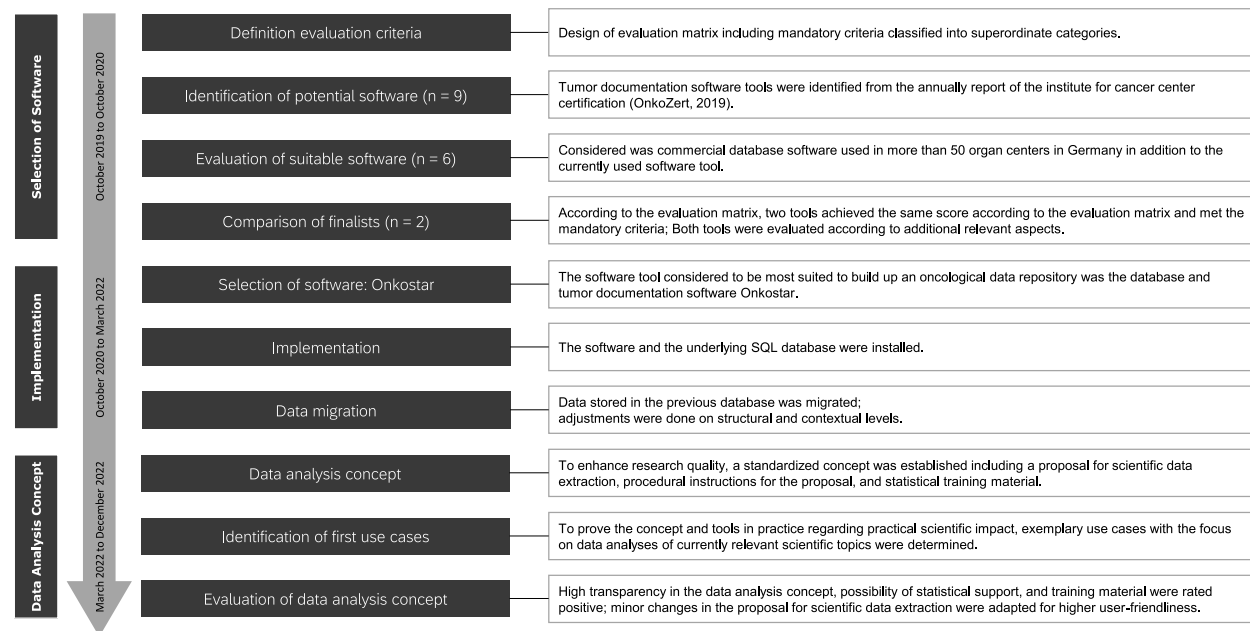 Selection of Software
October 2019 to October 2020
Definition evaluation criteria
Design of evaluation matrix including mandatory criteria classified into superordinate categories.
Identification of potential software (n = 9)
Tumor documentation software tools were identified from the annually report of the institute for cancer center
certification (OnkoZert, 2019).
Evaluation of suitable software (n = 6)
Considered was commercial database software used in more than 50 organ centers in Germany in addition to the
currently used software tool.
Comparison of finalists (n = 2)
According to the evaluation matrix, two tools achieved the same score according to the evaluation matrix and met the
mandatory criteria; Both tools were evaluated according to additional relevant aspects.
Implementation
October 2020 to March 2022
Selection of software: Onkostar
The software tool considered to be most suited to build up an oncological data repository was the database and
tumor documentation software Onkostar.
Implementation
The software and the underlying SQL database were installed.
Data migration
Data stored in the previous database was migrated;
adjustments were done on structural and contextual levels.
Data Analysis Concept
March 2022 to December 2022
Data analysis concept
To enhance research quality, a standardized concept was established including a proposal for scientific data
extraction, procedural instructions for the proposal, and statistical training material.
Identification of first use cases
To prove the concept and tools in practice regarding practical scientific impact, exemplary use cases with the focus
on data analyses of currently relevant scientific topics were determined.
Evaluation of data analysis concept
High transparency in the data analysis concept, possibility of statistical support, and training material were rated
positive; minor changes in the proposal for scientific data extraction were adapted for higher user-friendliness.